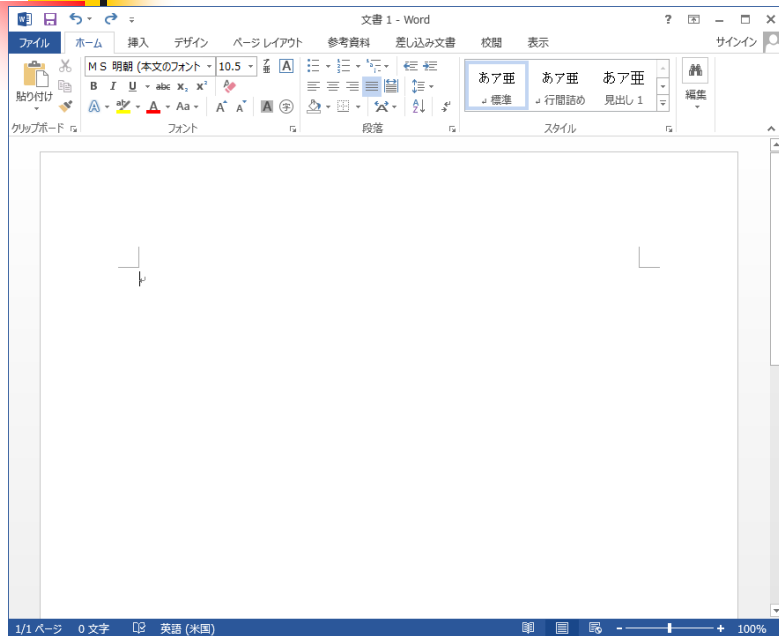 文書 1 - Word
ファイル ホーム 挿入 デザイン ページ レイアウト 参考資料 差し込み文書 校閲 表示 サインイン
貼り付け
ＭＳ 明朝 (本文のフォント 10.5
B I U abc x₂ x²
A ab A Aa A A A 字
あア亜 あア亜 あア亜
標準 行間詰め 見出し 1
編集
クリップボード フォント 段落 スタイル
1/1 ページ 0 文字 英語 (米国) 100%